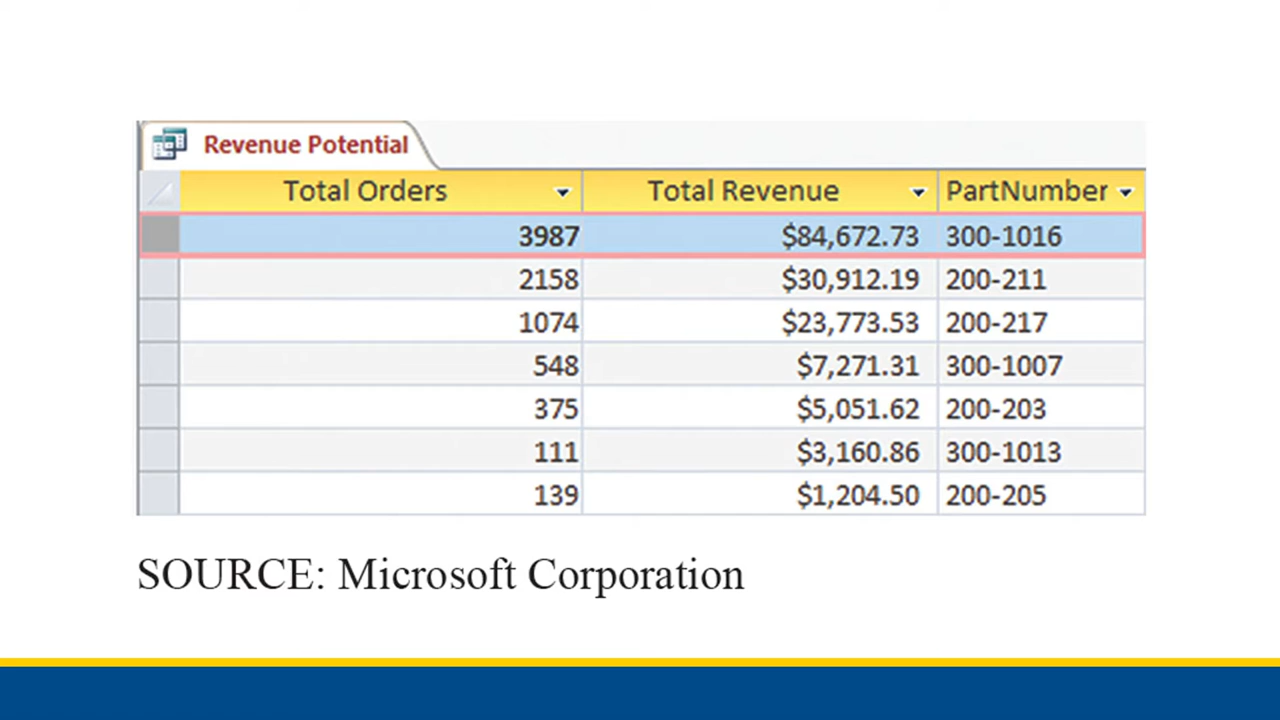 Revenue Potential
Total Orders Total Revenue PartNumber
3987 $84,672.73 300-1016
2158 $30,912.19 200-211
1074 $23,773.53 200-217
548 $7,271.31 300-1007
375 $5,051.62 200-203
111 $3,160.86 300-1013
139 $1,204.50 200-205
SOURCE: Microsoft Corporation